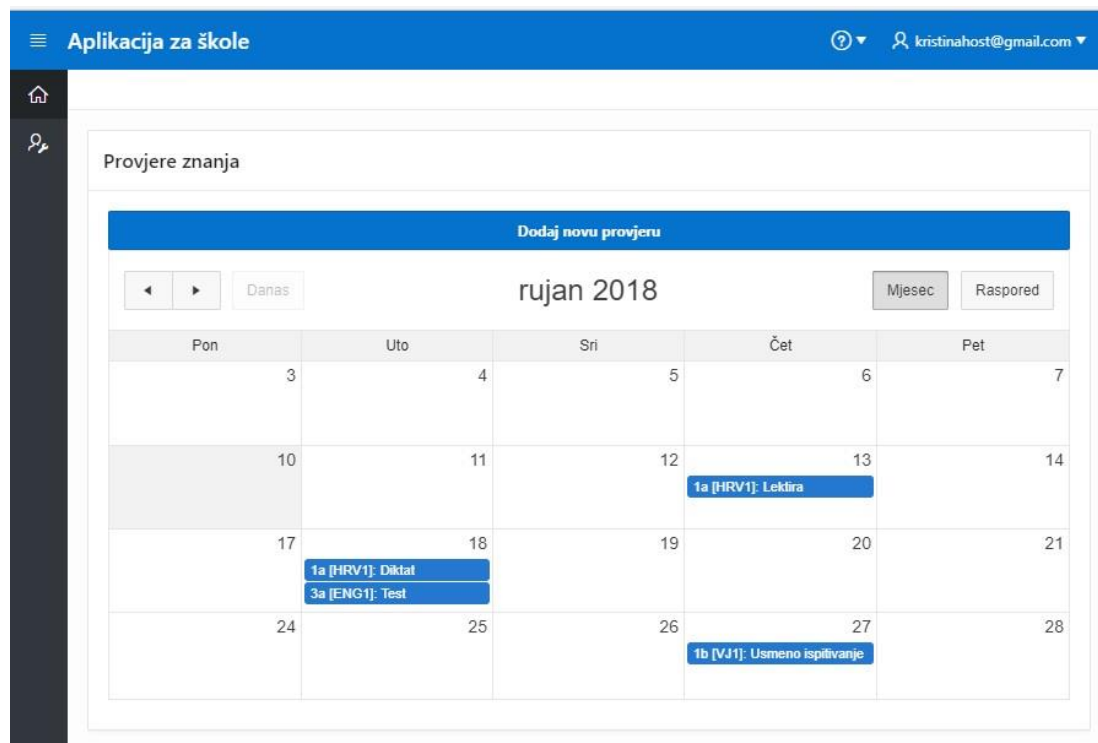 Aplikacija za škole
kristinahost@gmail.com
Provjere znanja
Dodaj novu provjeru
Danas
rujan 2018
Mjesec Raspored
Pon Uto Sri Čet Pet
3 4 5 6 7
10 11 12 13 14
1a [HRV1]: Lektira
17 18 19 20 21
1a [HRV1]: Diktat
3a [ENG1]: Test
24 25 26 27 28
1b [VJ1]: Usmeno ispitivanje